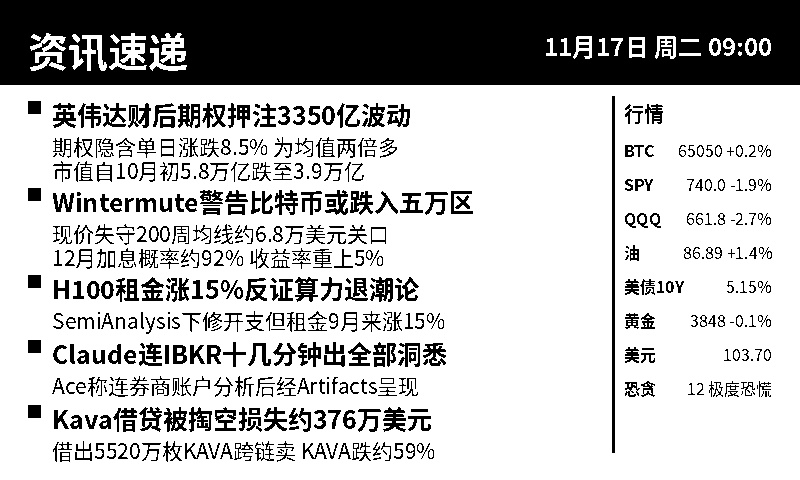 资讯速递
11月17日 周二 09:00
英伟达财后期权押注3350亿波动
期权隐含单日涨跌8.5% 为均值两倍多
市值自10月初5.8万亿跌至3.9万亿
Wintermute警告比特币或跌入五万区
现价失守200周均线约6.8万美元关口
12月加息概率约92% 收益率重上5%
H100租金涨15%反证算力退潮论
SemiAnalysis下修开支但租金9月来涨15%
Claude连IBKR十几分钟出全部洞悉
Ace称连券商账户分析后经Artifacts呈现
Kava借贷被掏空损失约376万美元
借出5520万枚KAVA跨链卖 KAVA跌约59%
行情
BTC 65050 +0.2%
SPY 740.0 -1.9%
QQQ 661.8 -2.7%
油 86.89 +1.4%
美债10Y 5.15%
黄金 3848 -0.1%
美元 103.70
恐贪 12 极度恐慌